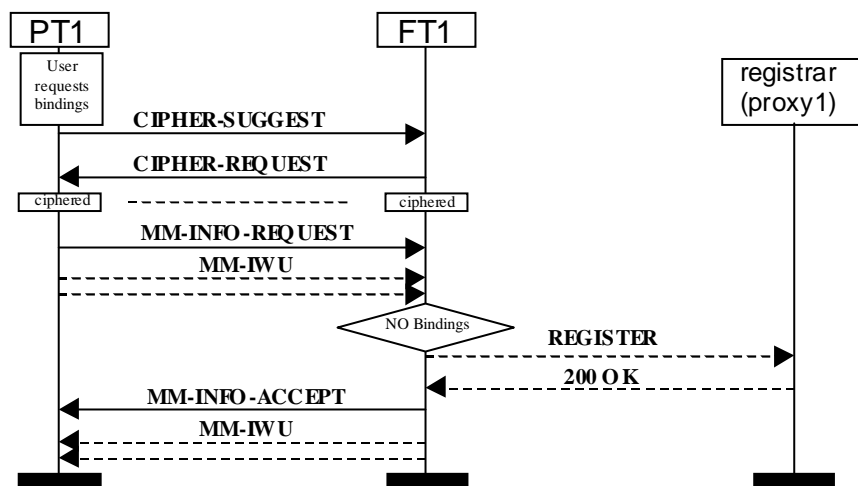 PT1
FT1
User
requests
bindings
registrar
(proxy1)
CIPHER-SUGGEST
CIPHER-REQUEST
ciphered
ciphered
MM-INFO-REQUEST
MM-IWU
NO Bindings
REGISTER
200 OK
MM-INFO-ACCEPT
MM-IWU